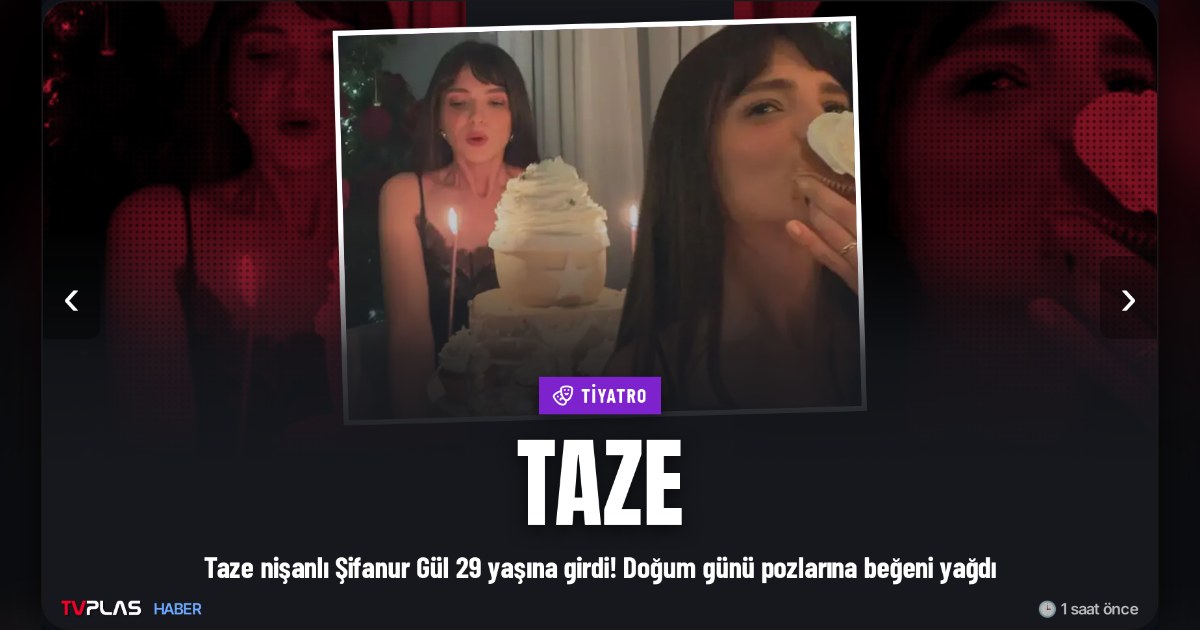 TİYATRO
TAZE
Taze nişanlı Şifanur Gül 29 yaşına girdi! Doğum günü pozlarına beğeni yağdı
TVPLAS HABER
1 saat önce